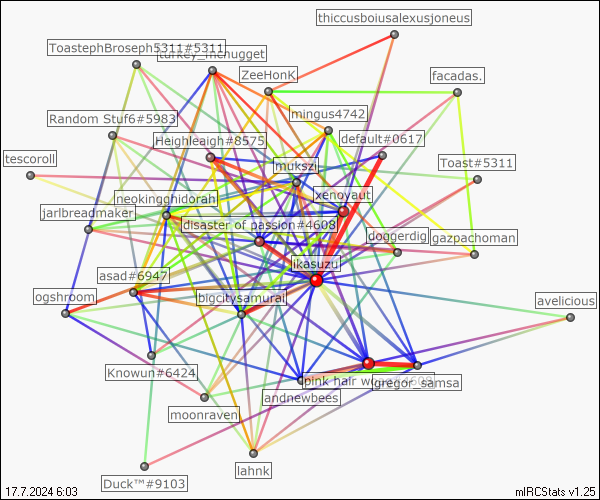 thiccusboiusalexusjoneus
ToastephBroseph5311#5311
turkey_mcnugget
ZeeHonK
facadas.
Random Stuf6#5983
mingus4742
Heighleaigh#8575
default#0617
tescoroll
mukszi
Toast#5311
neokingghidorah
xenoyaut
jarlbreadmaker
disaster of passion#4608
doggerdig
gazpachoman
ikasuzu
asad#6947
ogshroom
bigcitysamurai
avelicious
Knowun#6424
pink hair
gregor_samsa
andnewbees
moonraven
lahnk
Duck™#9103
17.7.2024 6:03
mIRCStats v1.25